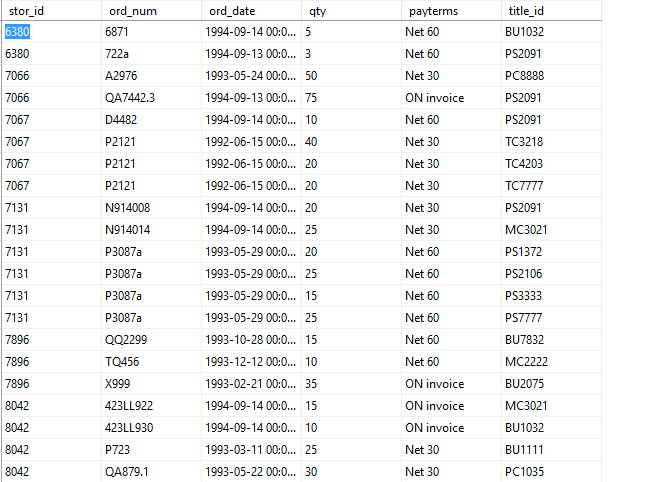 stor_id ord_num ord_date qty payterms title_id
6380 6871 1994-09-14 00:0... 5 Net 60 BU1032
6380 722a 1994-09-13 00:0... 3 Net 60 PS2091
7066 A2976 1993-05-24 00:0... 50 Net 30 PC8888
7066 QA7442.3 1994-09-13 00:0... 75 ON invoice PS2091
7067 D4482 1994-09-14 00:0... 10 Net 60 PS2091
7067 P2121 1992-06-15 00:0... 40 Net 30 TC3218
7067 P2121 1992-06-15 00:0... 20 Net 30 TC4203
7067 P2121 1992-06-15 00:0... 20 Net 30 TC7777
7131 N914008 1994-09-14 00:0... 20 Net 30 PS2091
7131 N914014 1994-09-14 00:0... 25 Net 30 MC3021
7131 P3087a 1993-05-29 00:0... 20 Net 60 PS1372
7131 P3087a 1993-05-29 00:0... 25 Net 60 PS2106
7131 P3087a 1993-05-29 00:0... 15 Net 60 PS3333
7131 P3087a 1993-05-29 00:0... 25 Net 60 PS7777
7896 QQ2299 1993-10-28 00:0... 15 Net 60 BU7832
7896 TQ456 1993-12-12 00:0... 10 Net 60 MC2222
7896 X999 1993-02-21 00:0... 35 ON invoice BU2075
8042 423LL922 1994-09-14 00:0... 15 ON invoice MC3021
8042 423LL930 1994-09-14 00:0... 10 ON invoice BU1032
8042 P723 1993-03-11 00:0... 25 Net 30 BU1111
8042 QA879.1 1993-05-22 00:0... 30 Net 30 PC1035